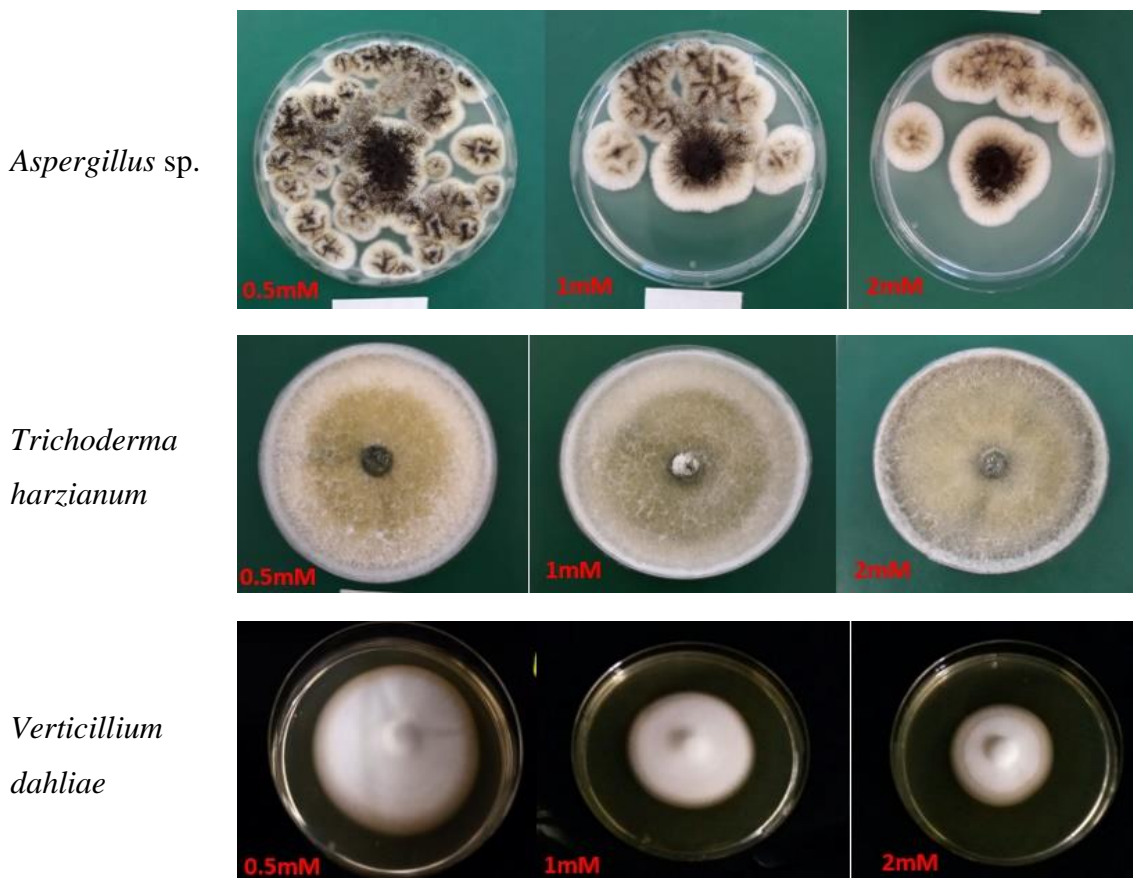 Aspergillus sp.
0.5mM
1mM
2mM
Trichoderma
harzianum
0.5mM
1mM
2mM
Verticillium
dahliae
0.5mM
1mM
2mM